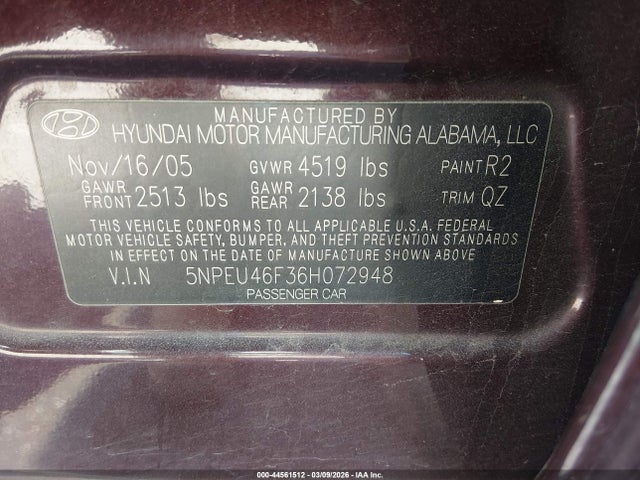 MANUFACTURED BY
HYUNDAI MOTOR MANUFACTURING ALABAMA, LLC
Nov/16/05 GVWR 4519 lbs PAINT R2
GAWR FRONT 2513 lbs GAWR REAR 2138 lbs TRIM QZ
THIS VEHICLE CONFORMS TO ALL APPLICABLE U.S.A. FEDERAL
MOTOR VEHICLE SAFETY, BUMPER, AND THEFT PREVENTION STANDARDS
IN EFFECT ON THE DATE OF MANUFACTURE SHOWN ABOVE
V.I.N 5NPEU46F36H072948
PASSENGER CAR
000-44561512 - 03/09/2026 - IAA Inc.